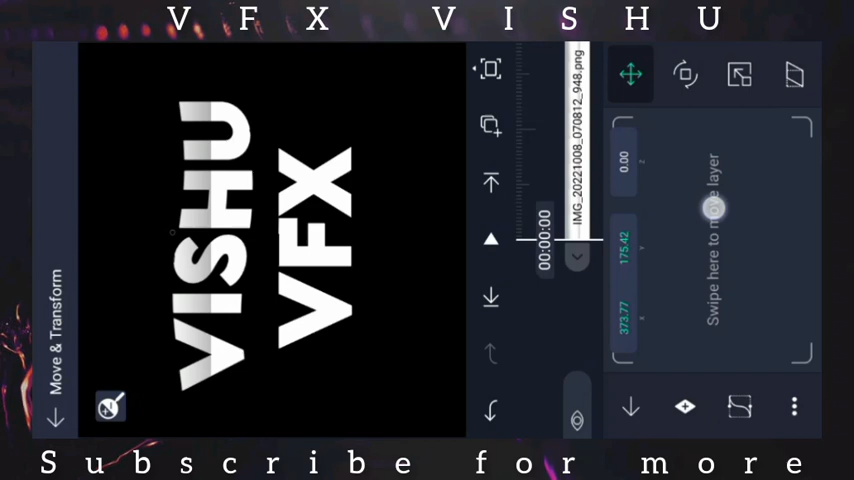 V F X V I S H U
Move & Transform
VISHU
VFX
00:00:00
IMG_20221008_070812_948.png
373.77
175.42
0.00
Swipe here to move layer
S u b s c r i b e f o r m o r e